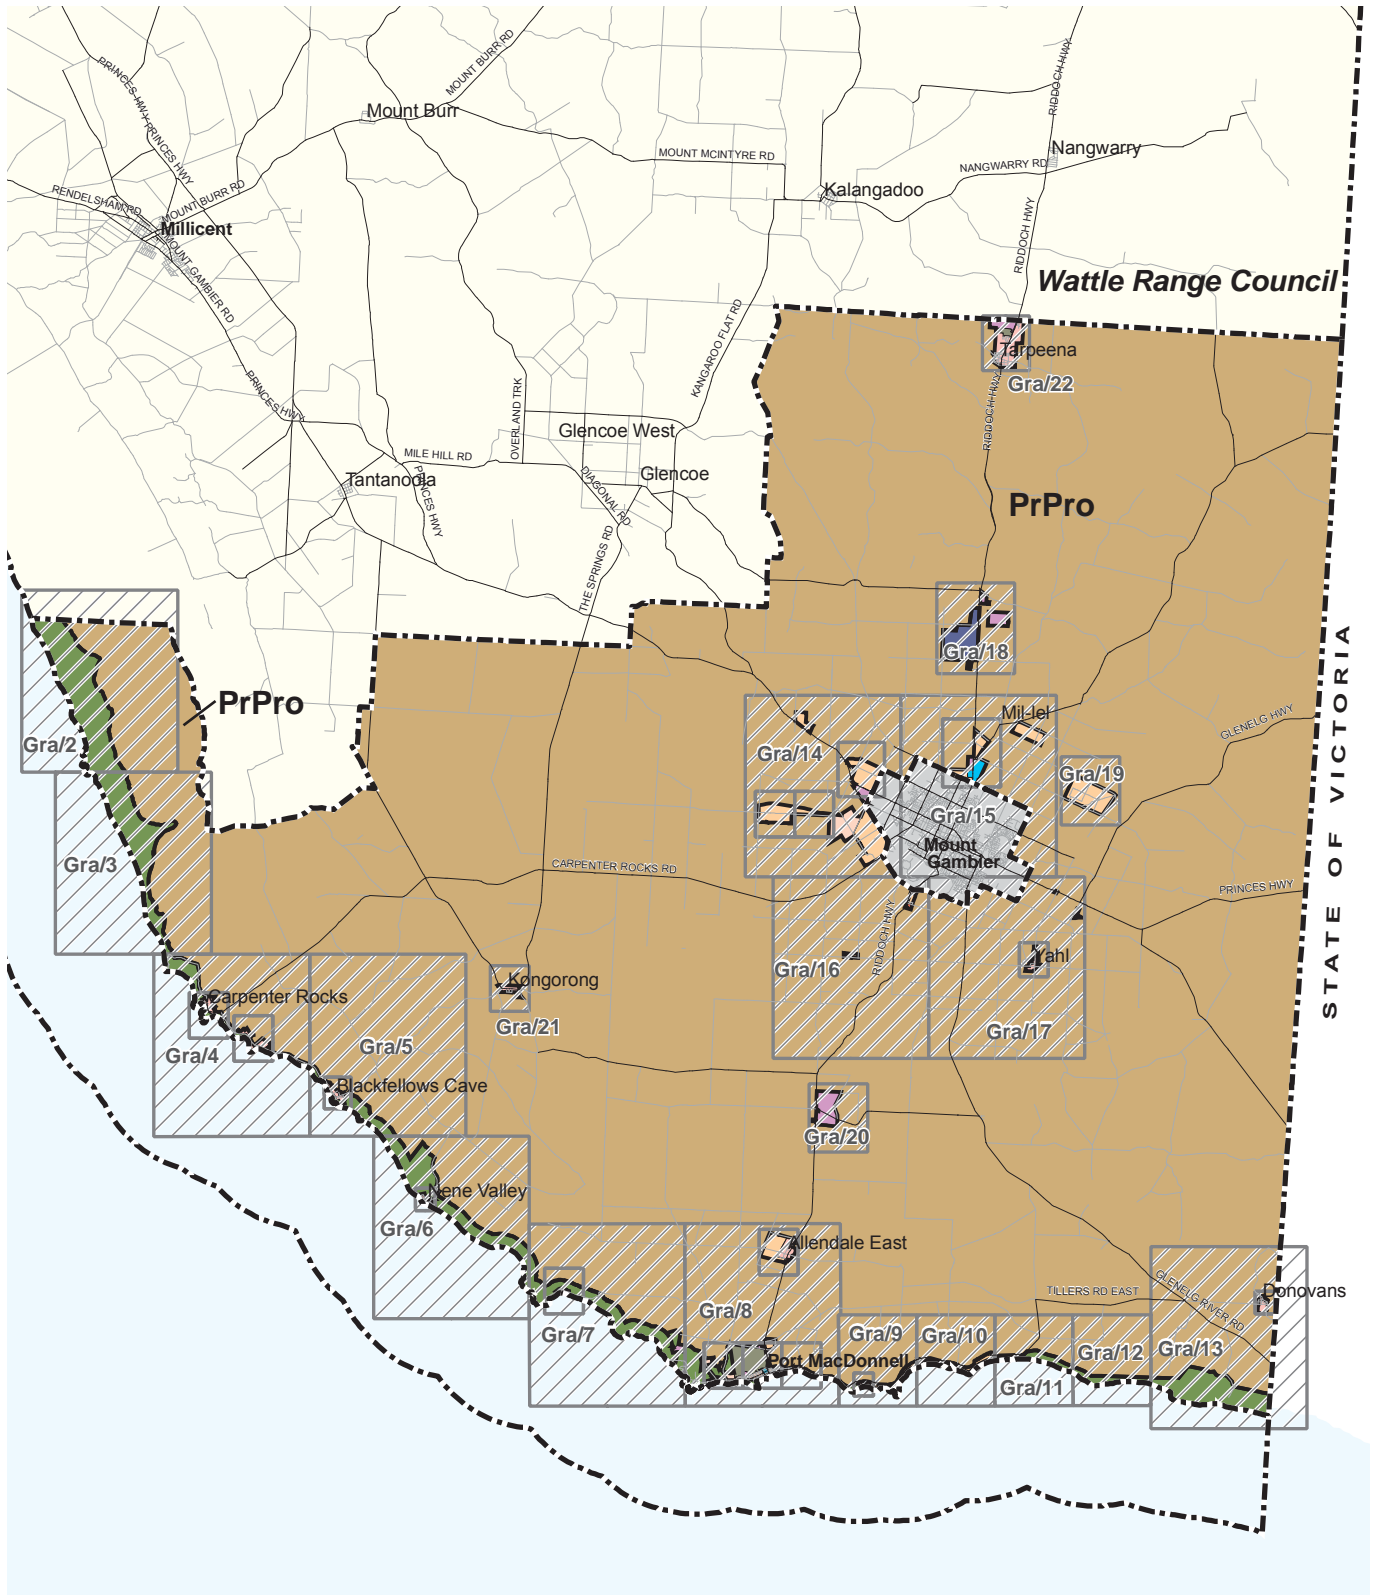 MOUNT BURR RD
RIDDOCH HWY
PRINCES HWY
PRINCES HWY
Mount Burr
Nangwarry
MOUNT MCINTYRE RD
NANGWARRY RD
Kalangadoo
RENDELSHAM RD
MOUNT BURR RD
Millicent
MOUNT GAMBIER RD
RIDDOCH HWY
Wattle Range Council
KANGAROO FLAT RD
Tarpeena
Gra/22
PRINCES HWY
OVERLAND TRK
RIDDOCH HWY
Glencoe West
MILE HILL RD
Glencoe
Tantanoola
PRINCES HWY
DIAGONAL RD
PrPro
THE SPRINGS RD
Gra/18
STATE OF VICTORIA
PrPro
Mil-lel
GLENELG HWY
Gra/2
Gra/14
Gra/19
Gra/15
Mount
Gambier
Gra/3
CARPENTER ROCKS RD
PRINCES HWY
RIDDOCH HWY
Yahl
Gra/16
Kongorong
Carpenter Rocks
Gra/21
Gra/17
Gra/4
Gra/5
Blackfellows Cave
Gra/20
Nene Valley
Gra/6
Allendale East
GLENELG RIVER RD
TILLERS RD EAST
Donovans
Gra/8
Gra/7
Gra/9
Gra/10
Gra/12
Gra/13
Port MacDonnell
Gra/11